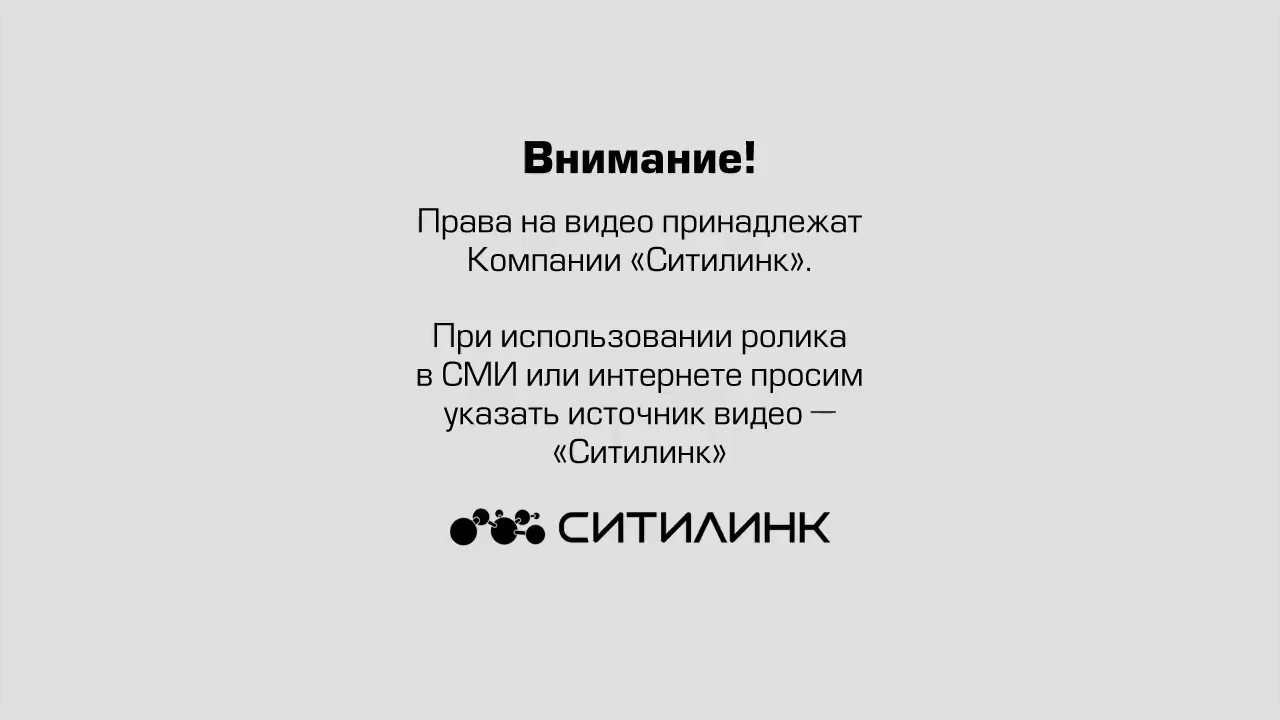 Внимание!
Права на видео принадлежат
Компании «Ситилинк».
При использовании ролика
в СМИ или интернете просим
указать источник видео —
«Ситилинк»
СИТИЛИНК